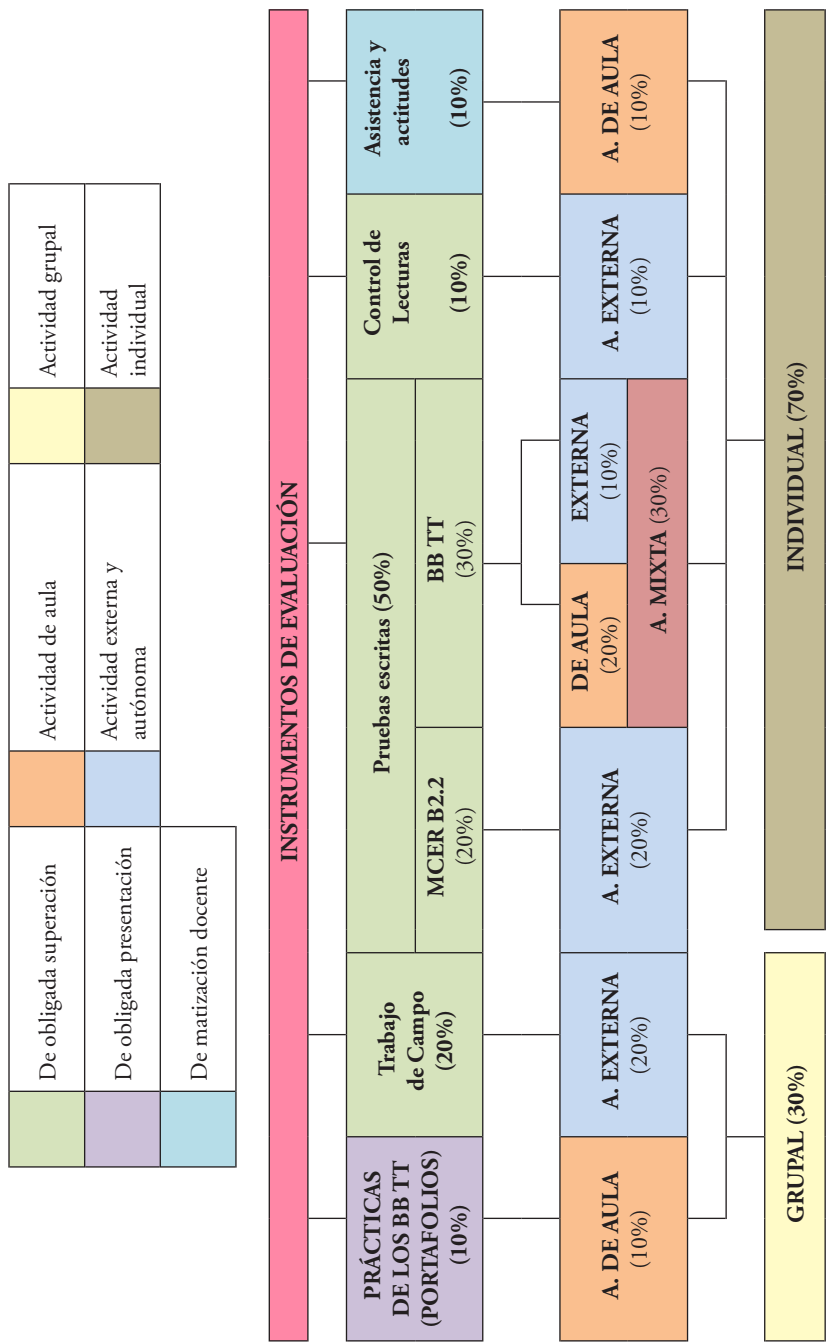 De obligada superación
Actividad de aula
Actividad grupal
De obligada presentación
Actividad externa y
autónoma
Actividad
individual
De matización docente
INSTRUMENTOS DE EVALUACIÓN
PRÁCTICAS
DE LOS BB TT
(PORTAFOLIOS)
(10%)
Trabajo
de Campo
(20%)
Pruebas escritas (50%)
MCER B2.2
(20%)
BB TT
(30%)
Control de
Lecturas
(10%)
Asistencia y
actitudes
(10%)
A. DE AULA
(10%)
A. EXTERNA
(20%)
A. EXTERNA
(20%)
DE AULA
(20%)
EXTERNA
(10%)
A. MIXTA (30%)
A. EXTERNA
(10%)
A. DE AULA
(10%)
GRUPAL (30%)
INDIVIDUAL (70%)